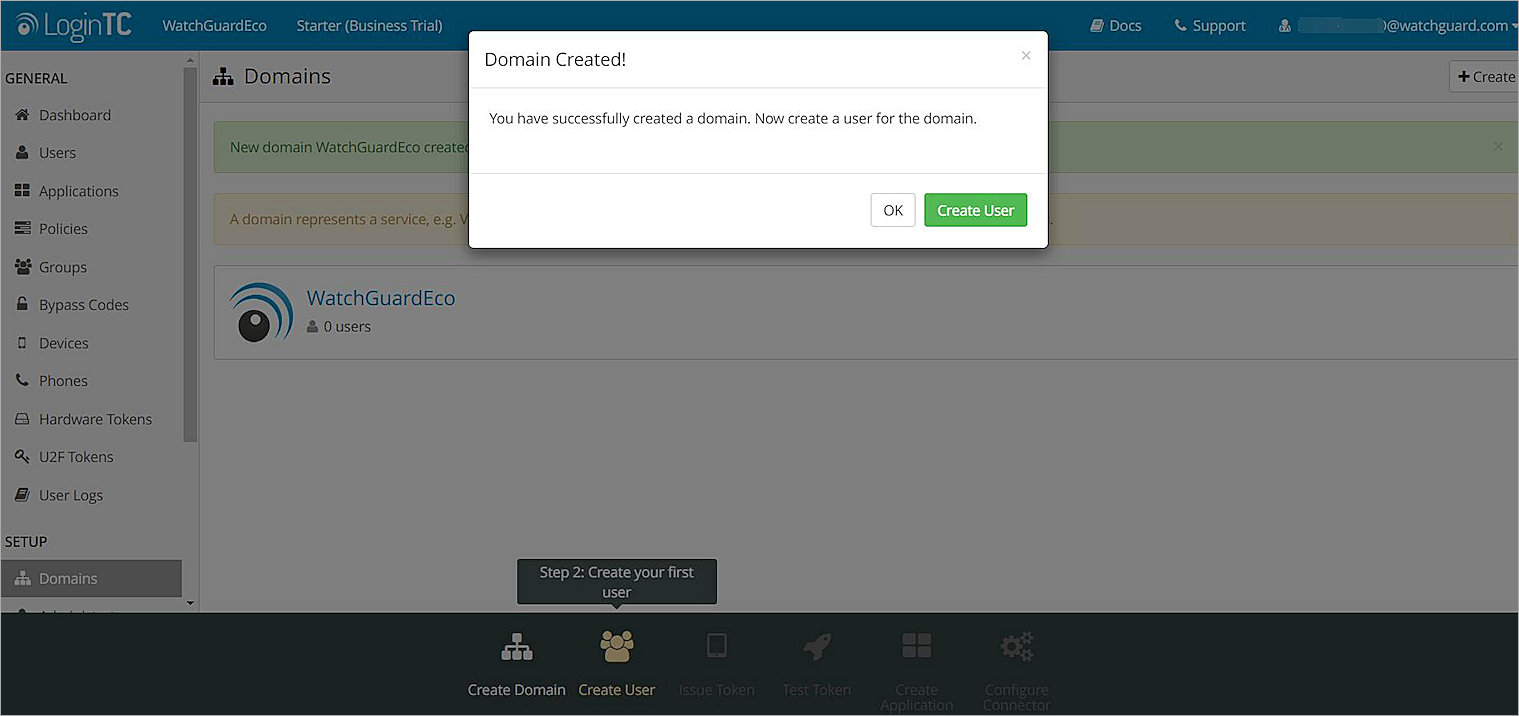 LoginTC WatchGuardEco Starter (Business Trial) Docs Support @watchguard.com
GENERAL
Dashboard
Users
Applications
Policies
Groups
Bypass Codes
Devices
Phones
Hardware Tokens
U2F Tokens
User Logs
SETUP
Domains
Domains
Create
New domain WatchGuardEco created
A domain represents a service, e.g.
WatchGuardEco
0 users
Domain Created!
×
You have successfully created a domain. Now create a user for the domain.
OK Create User
×
Step 2: Create your first
user
Create Domain Create User Issue Token Test Token Create Configure
Application Connector